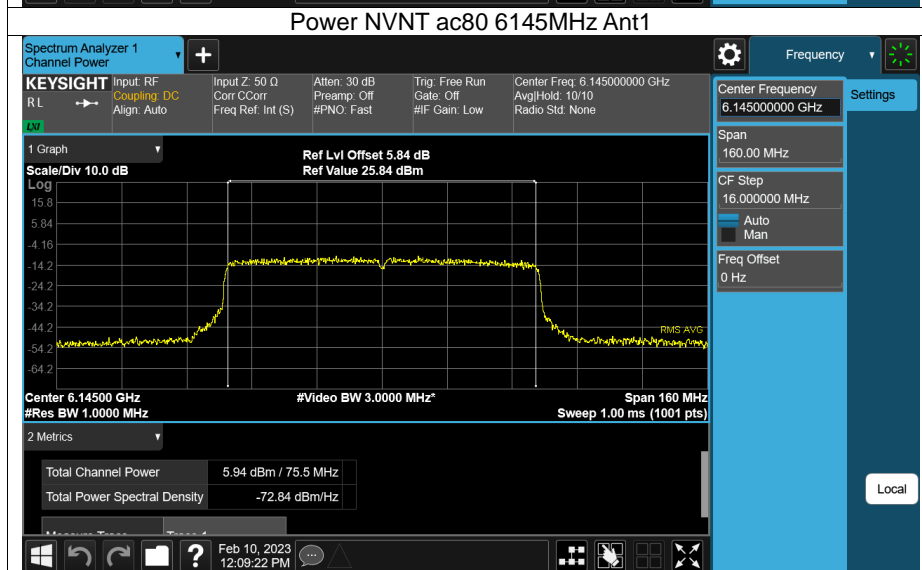 Power NVNT ac80 6145MHz Ant1
Spectrum Analyzer 1
Channel Power
+
Frequency
KEYSIGHT
R L
LXI
Input: RF
Coupling: DC
Align: Auto
Input Z: 50 Ω
Corr CCorr
Freq Ref: Int (S)
Atten: 30 dB
Preamp: Off
#PNO: Fast
Trig: Free Run
Gate: Off
#IF Gain: Low
Center Freq: 6.145000000 GHz
Avg|Hold: 10/10
Radio Std: None
Center Frequency
6.145000000 GHz
Settings
Span
160.00 MHz
CF Step
16.000000 MHz
Auto
Man
Freq Offset
0 Hz
1 Graph
Scale/Div 10.0 dB
Ref Lvl Offset 5.84 dB
Ref Value 25.84 dBm
Log
15.8
5.84
-4.16
-14.2
-24.2
-34.2
-44.2
-54.2
-64.2
RMS AVG
Center 6.14500 GHz
#Video BW 3.0000 MHz*
Span 160 MHz
#Res BW 1.0000 MHz
Sweep 1.00 ms (1001 pts)
2 Metrics
Total Channel Power 5.94 dBm / 75.5 MHz
Total Power Spectral Density -72.84 dBm/Hz
Local
?
Feb 10, 2023
12:09:22 PM